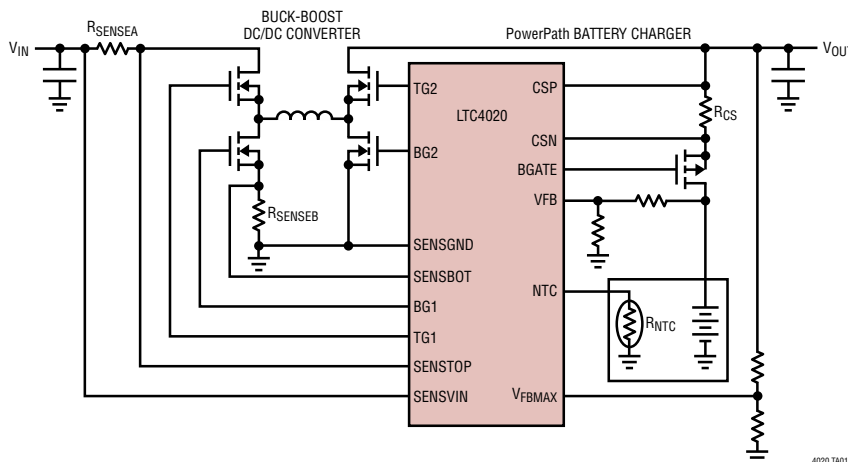 BUCK-BOOST
DC/DC CONVERTER
PowerPath BATTERY CHARGER
RSENSEA
VIN
VOUT
TG2
CSP
LTC4020
RCS
CSN
BG2
BGATE
VFB
RSENSEB
SENSGND
SENSBOT
NTC
BG1
RNTC
TG1
SENSTOP
VFBMAX
SENSVIN
4020 TA01